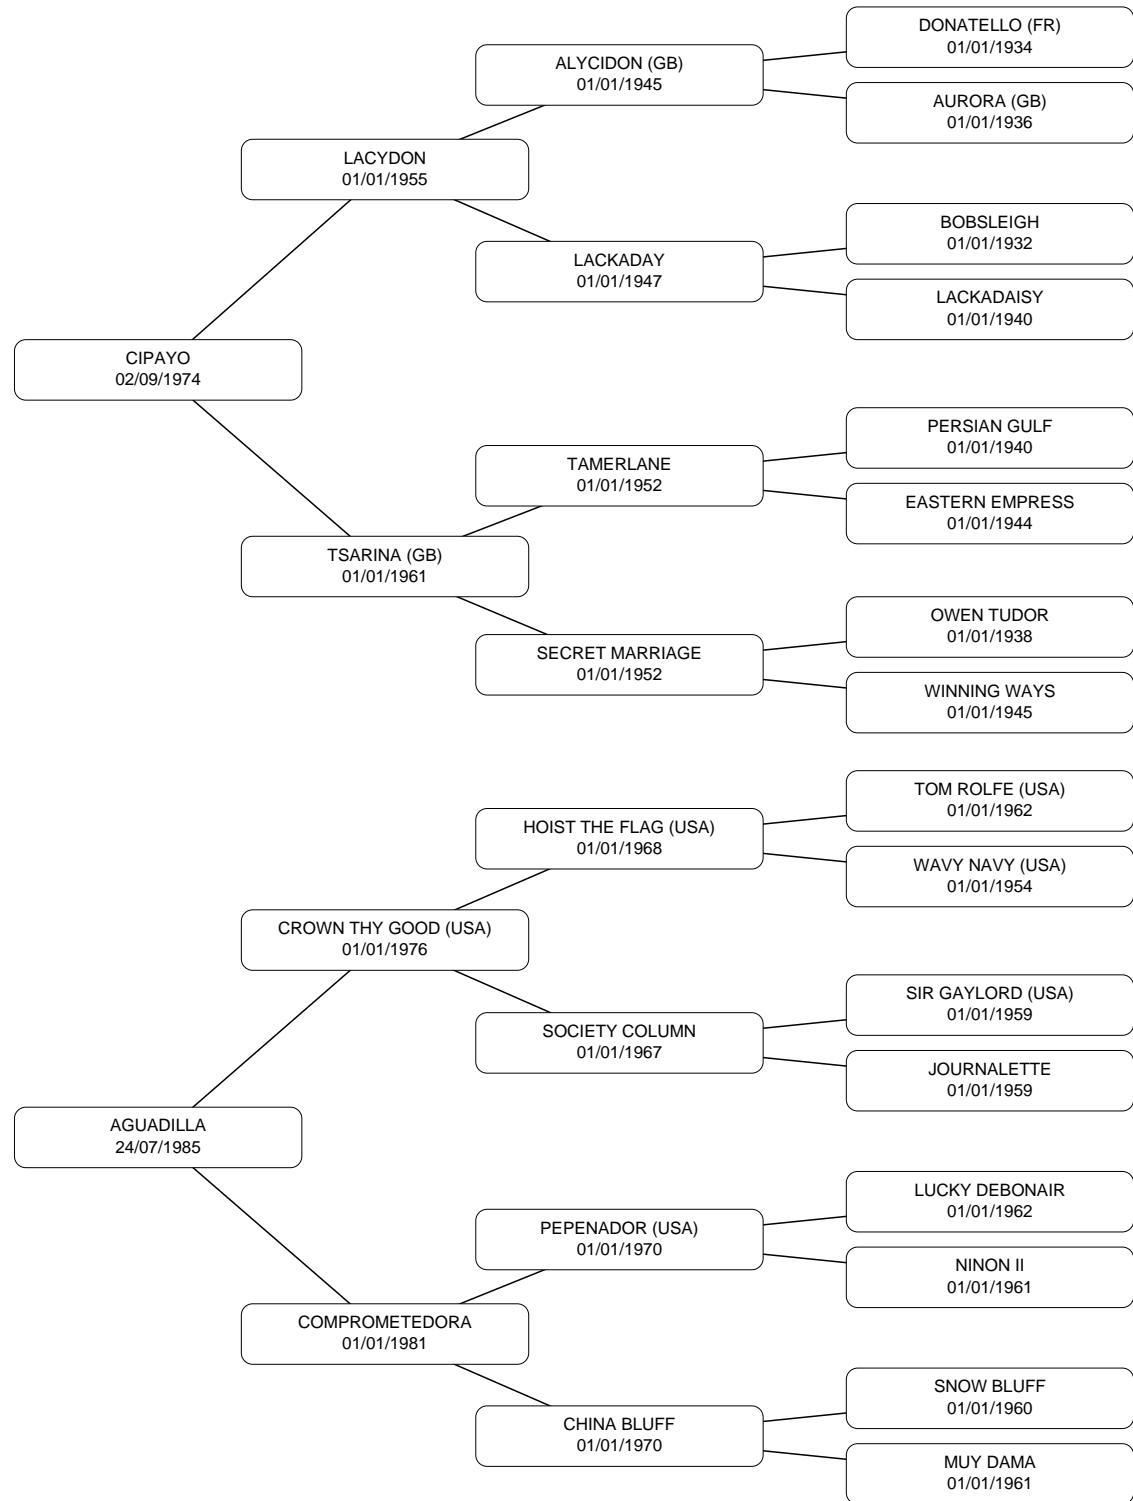 DONATELLO (FR)
01/01/1934
ALYCIDON (GB)
01/01/1945
AURORA (GB)
01/01/1936
LACYDON
01/01/1955
BOBSLEIGH
01/01/1932
LACKADAY
01/01/1947
LACKADAISY
01/01/1940
CIPAYO
02/09/1974
PERSIAN GULF
01/01/1940
TAMERLANE
01/01/1952
EASTERN EMPRESS
01/01/1944
TSARINA (GB)
01/01/1961
OWEN TUDOR
01/01/1938
SECRET MARRIAGE
01/01/1952
WINNING WAYS
01/01/1945
TOM ROLFE (USA)
01/01/1962
HOIST THE FLAG (USA)
01/01/1968
WAVY NAVY (USA)
01/01/1954
CROWN THY GOOD (USA)
01/01/1976
SIR GAYLORD (USA)
01/01/1959
SOCIETY COLUMN
01/01/1967
JOURNALETTE
01/01/1959
AGUADILLA
24/07/1985
LUCKY DEBONAIR
01/01/1962
PEPENADOR (USA)
01/01/1970
NINON II
01/01/1961
COMPROMETEDORA
01/01/1981
SNOW BLUFF
01/01/1960
CHINA BLUFF
01/01/1970
MUY DAMA
01/01/1961